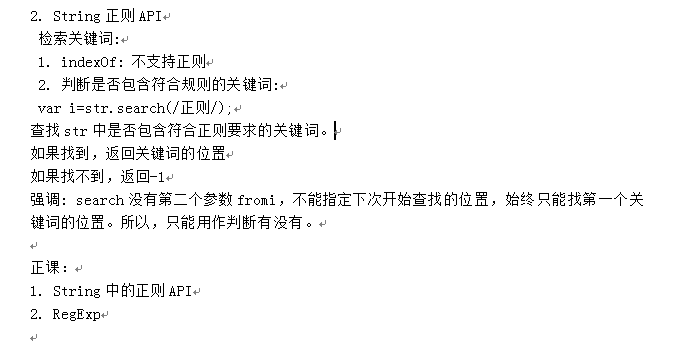 2. String 正则 API
检索关键词:
1. indexOf: 不支持正则
2. 判断是否包含符合规则的关键词:
var i=str.search(/正则/);
查找 str 中是否包含符合正则要求的关键词。
如果找到，返回关键词的位置
如果找不到，返回-1
强调: search 没有第二个参数 fromi，不能指定下次开始查找的位置，始终只能找第一个关
键词的位置。所以，只能用作判断有没有。
正课:
1. String 中的正则 API
2. RegExp